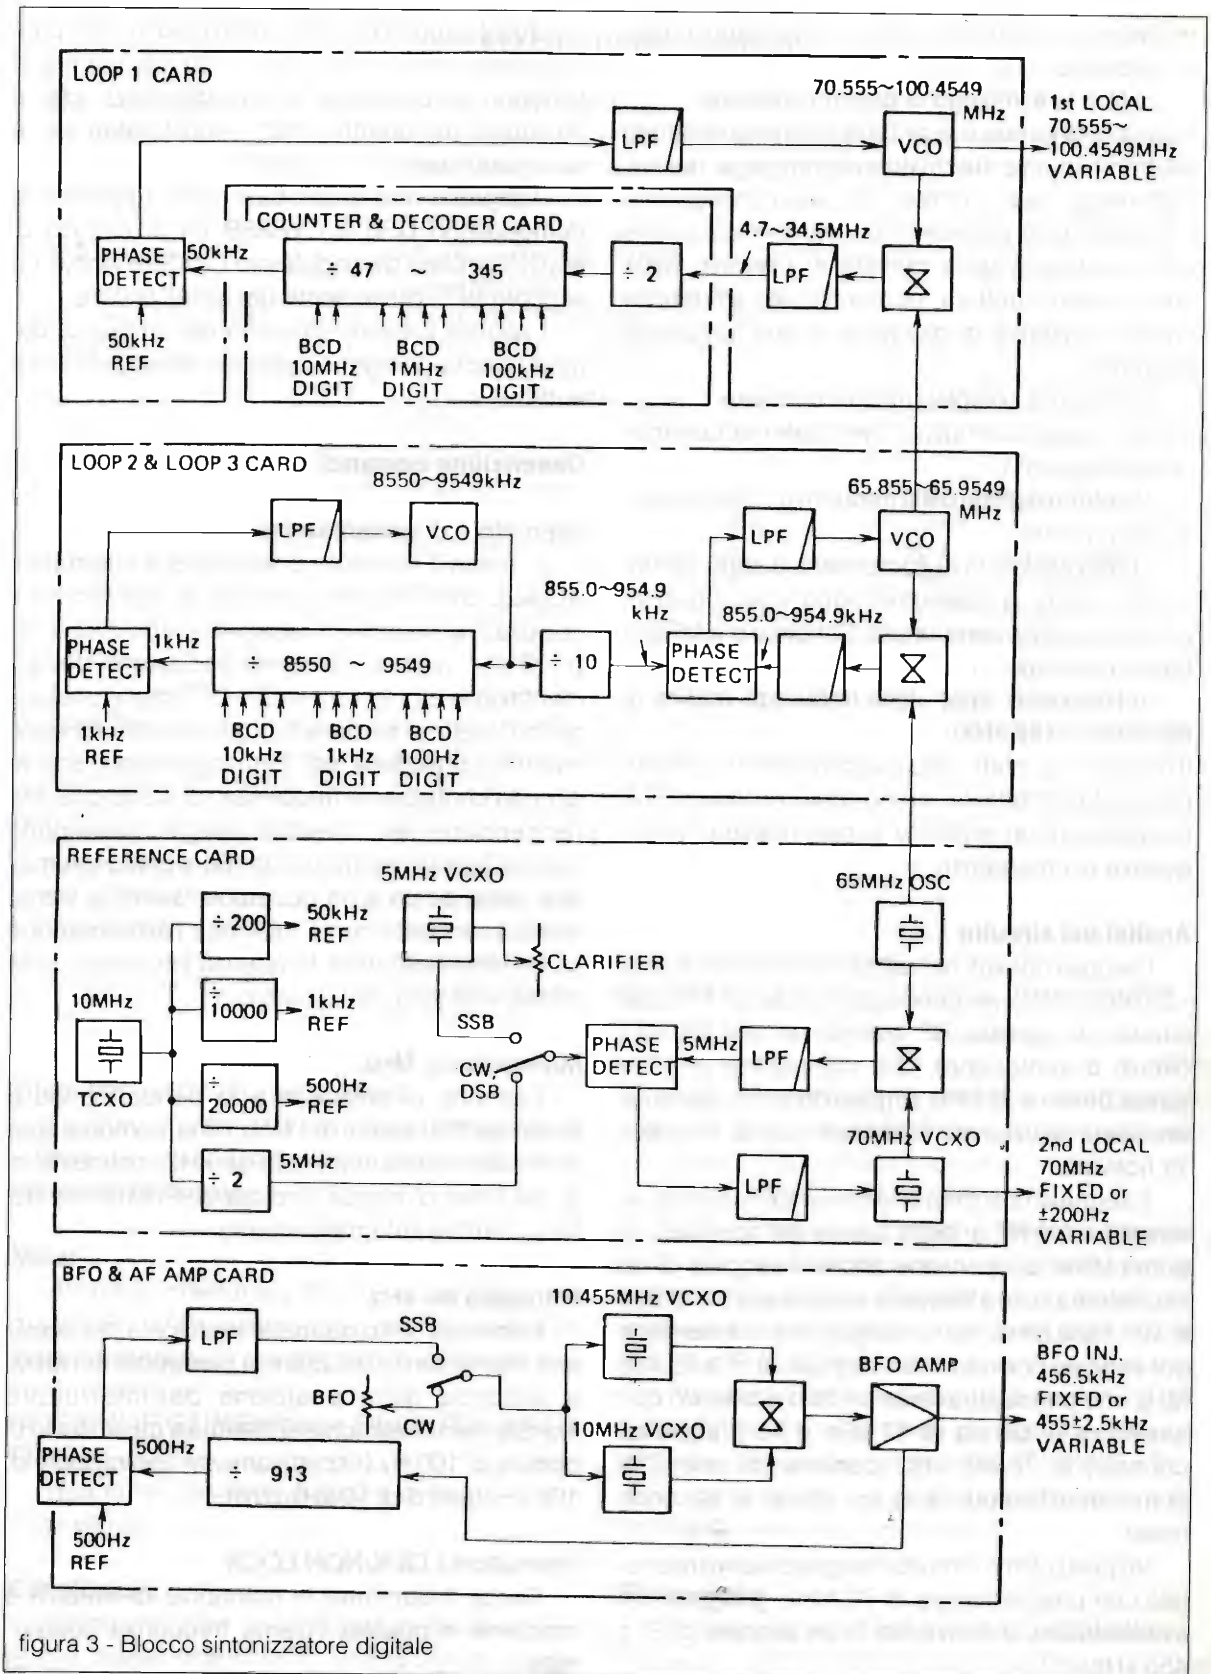 LOOP 1 CARD
70.555~100.4549
MHz
1st LOCAL
70.555~
100.4549MHz
VARIABLE
LPF
VCO
COUNTER & DECODER CARD
4.7~34.5MHz
PHASE
DETECT
50kHz
÷ 47 ~ 345
÷ 2
LPF
50kHz
REF
BCD
10MHz
DIGIT
BCD
1MHz
DIGIT
BCD
100kHz
DIGIT
LOOP 2 & LOOP 3 CARD
8550~9549kHz
65.855~65.9549
MHz
LPF
VCO
LPF
VCO
855.0~954.9
kHz
855.0~954.9kHz
PHASE
DETECT
1kHz
÷ 8550 ~ 9549
÷ 10
PHASE
DETECT
1kHz
REF
BCD
10kHz
DIGIT
BCD
1kHz
DIGIT
BCD
100Hz
DIGIT
REFERENCE CARD
5MHz VCXO
65MHz OSC
÷ 200
50kHz
REF
CLARIFIER
10MHz
÷
10000
1kHz
REF
SSB
TCXO
CW,
DSB
PHASE
DETECT
5MHz
LPF
÷
20000
500Hz
REF
70MHz VCXO
2nd LOCAL
70MHz
FIXED or
±200Hz
VARIABLE
÷ 2
5MHz
LPF
BFO & AF AMP CARD
10.455MHz VCXO
LPF
SSB
BFO AMP
BFO INJ.
456.5kHz
FIXED or
455±2.5kHz
VARIABLE
BFO
CW
10MHz VCXO
PHASE
DETECT
500Hz
÷ 913
500Hz
REF
figura 3 - Blocco sintonizzatore digitale